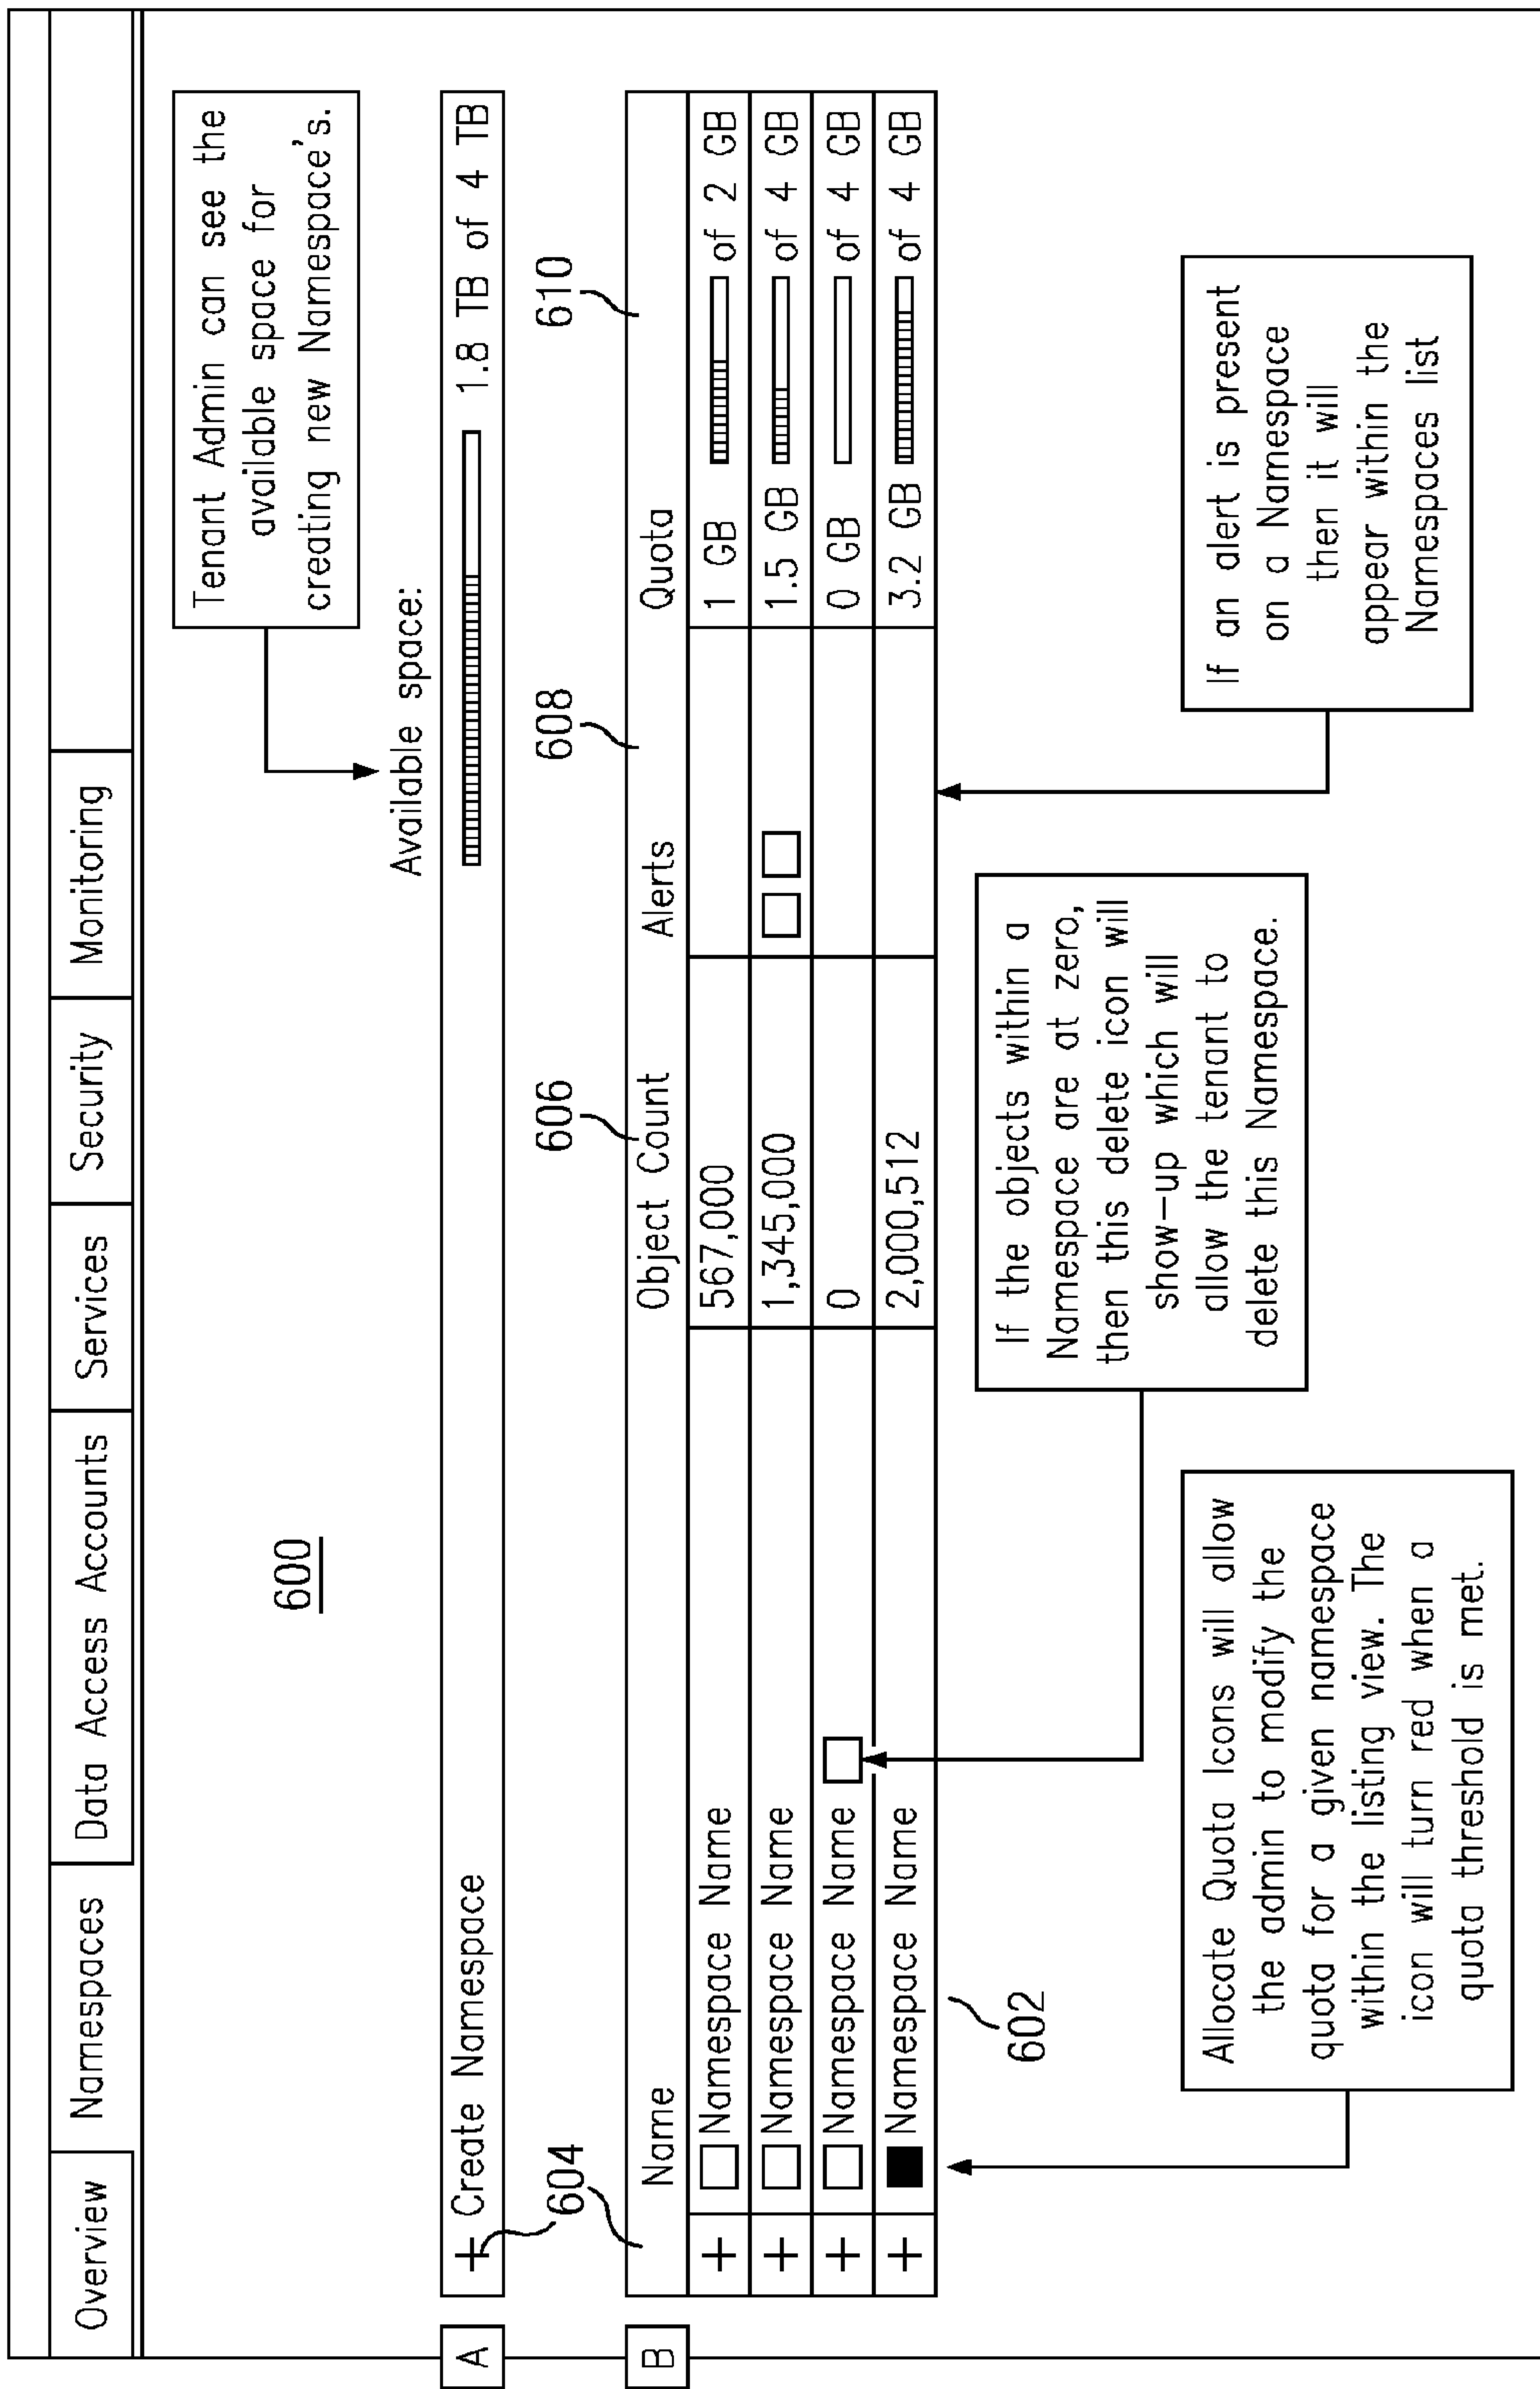 Overview Namespaces Data Access Accounts Services Security Monitoring
600
Tenant Admin can see the
available space for
creating new Namespace's.
Available space:
A
+ Create Namespace 1.8 TB of 4 TB
604
606
608
610
B
Name Object Count Alerts Quota
+ Namespace Name 567,000 1 GB of 2 GB
+ Namespace Name 1,345,000 1.5 GB of 4 GB
+ Namespace Name 0 0 GB of 4 GB
+ Namespace Name 2,000,512 3.2 GB of 4 GB
602
Allocate Quota Icons will allow
the admin to modify the
quota for a given namespace
within the listing view. The
icon will turn red when a
quota threshold is met.
If the objects within a
Namespace are at zero,
then this delete icon will
show-up which will
allow the tenant to
delete this Namespace.
If an alert is present
on a Namespace
then it will
appear within the
Namespaces list